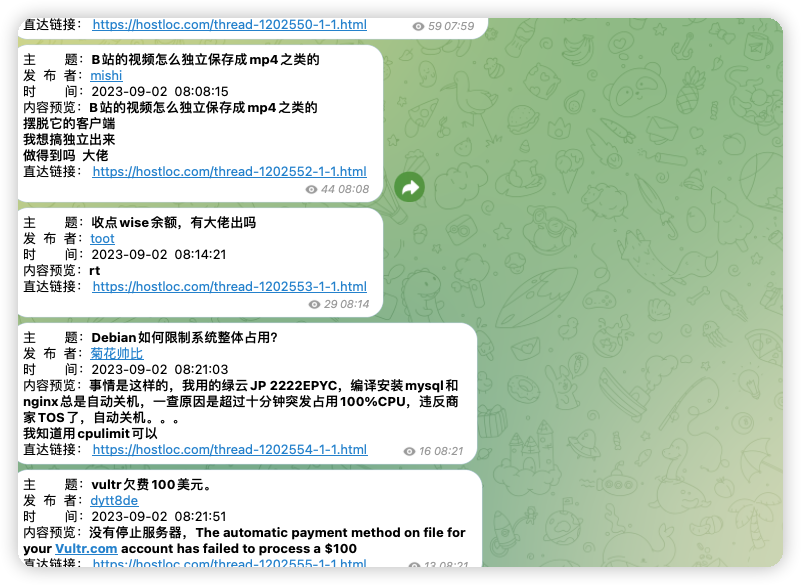 直达链接： https://hostloc.com/thread-1202550-1-1.html
59 07:59
主 题：B站的视频怎么独立保存成mp4之类的
发 布 者：mishi
时 间：2023-09-02 08:08:15
内容预览：B站的视频怎么独立保存成mp4之类的
摆脱它的客户端
我想搞独立出来
做得到吗 大佬
直达链接： https://hostloc.com/thread-1202552-1-1.html
44 08:08
主 题：收点wise余额，有大佬出吗
发 布 者：toot
时 间：2023-09-02 08:14:21
内容预览：rt
直达链接： https://hostloc.com/thread-1202553-1-1.html
29 08:14
主 题：Debian如何限制系统整体占用？
发 布 者：菊花帅比
时 间：2023-09-02 08:21:03
内容预览：事情是这样的，我用的绿云JP 2222EPYC，编译安装mysql和
nginx总是自动关机，一查原因是超过十分钟突发占用100%CPU，违反商
家TOS了，自动关机。。。
我知道用cpulimit可以
直达链接： https://hostloc.com/thread-1202554-1-1.html
16 08:21
主 题：vultr欠费100美元。
发 布 者：dytt8de
时 间：2023-09-02 08:21:51
内容预览：没有停止服务器，The automatic payment method on file for
your Vultr.com account has failed to process a $100
直达链接： https://hostloc.com/thread-1202555-1-1.html
13 08:21